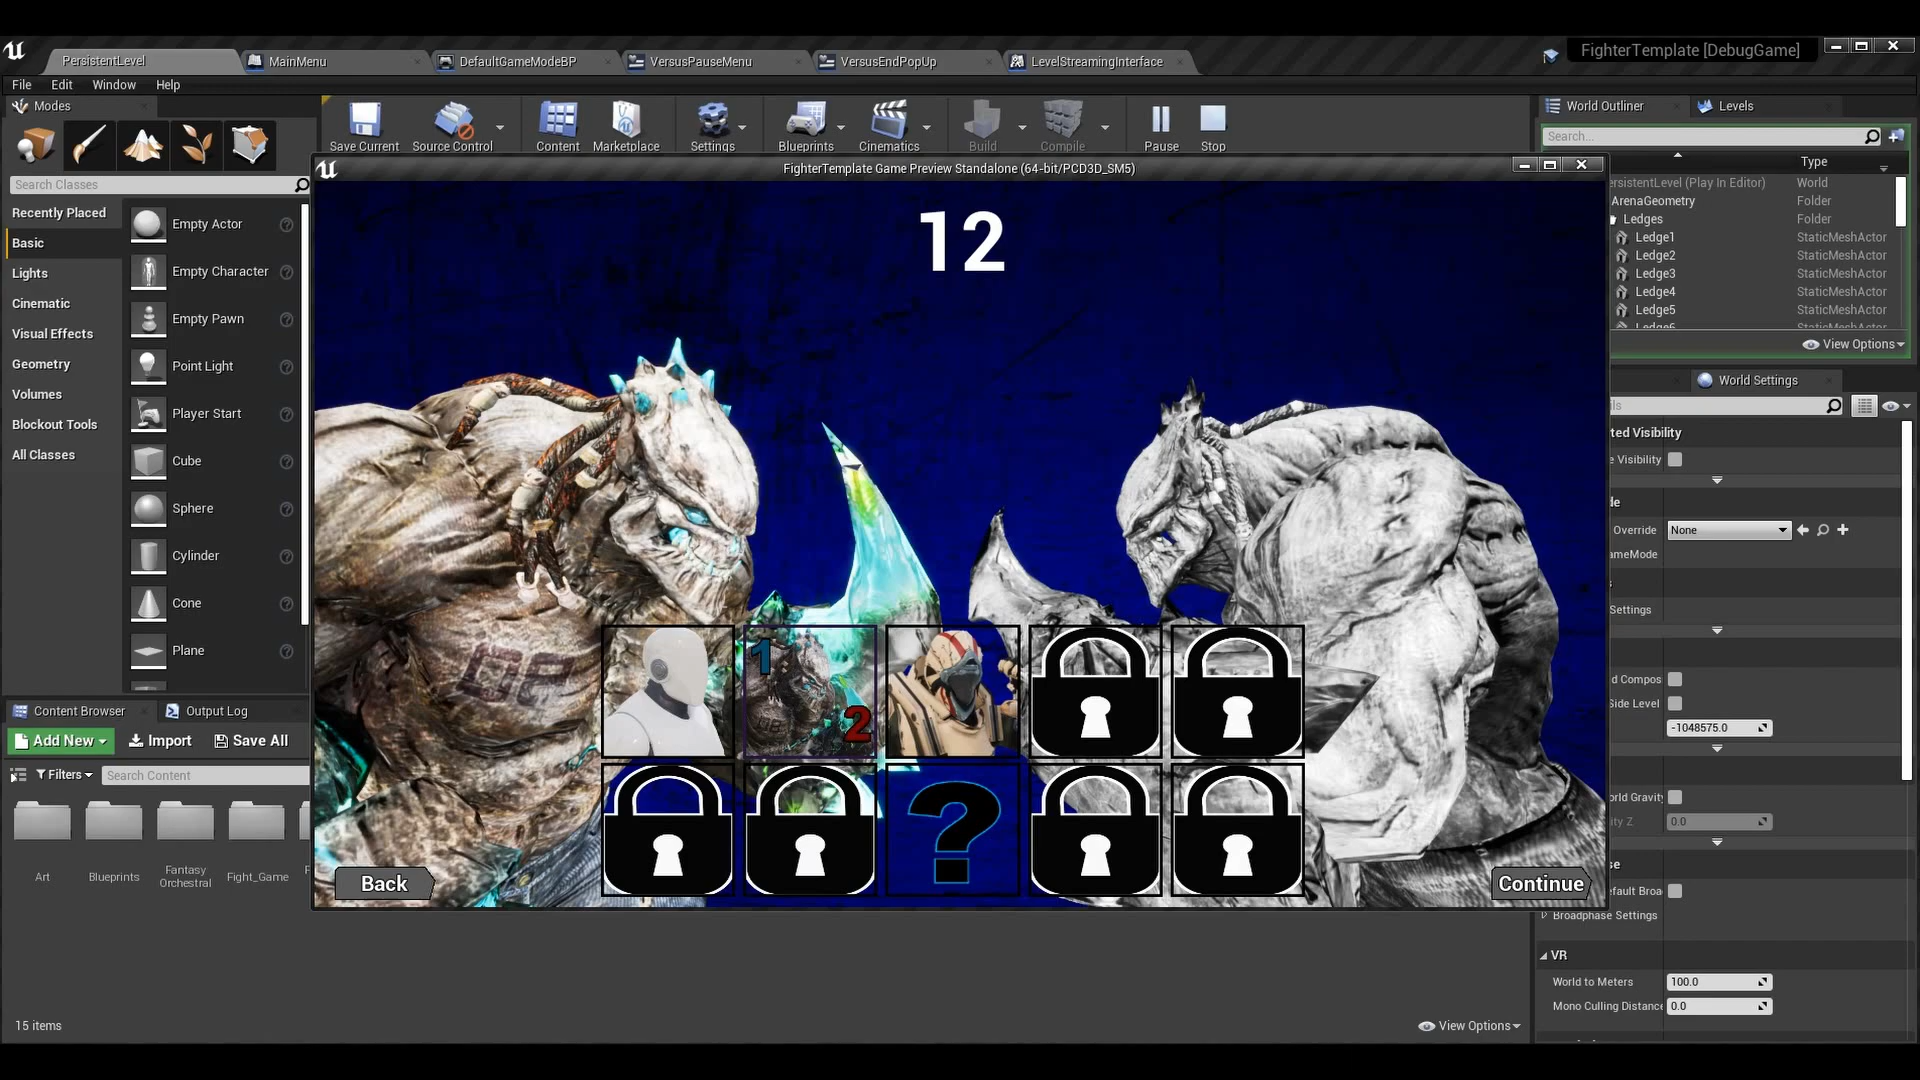 PersistentLevel
MainMenu
DefaultGameModeBP
VersusPauseMenu
VersusEndPopUp
LevelStreamingInterface
FighterTemplate [DebugGame]
File
Edit
Window
Help
Modes
World Outliner
Levels
Save Current
Source Control
Content
Marketplace
Settings
Blueprints
Cinematics
Build
Compile
Pause
Stop
Search...
FighterTemplate Game Preview Standalone (64-bit/PCD3D_SM5)
Type
Search Classes
Recently Placed
Basic
Lights
Cinematic
Visual Effects
Geometry
Volumes
Blockout Tools
All Classes
Empty Actor
Empty Character
Empty Pawn
Point Light
Player Start
Cube
Sphere
Cylinder
Cone
Plane
ersistentLevel (Play In Editor)
World
ArenaGeometry
Folder
Ledges
Folder
Ledge1
StaticMeshActor
Ledge2
StaticMeshActor
Ledge3
StaticMeshActor
Ledge4
StaticMeshActor
Ledge5
StaticMeshActor
Ledge6
StaticMeshActor
View Options
12
1
2
?
Back
Continue
World Settings
ils
ted Visibility
e Visibility
de
Override
None
ameMode
s
Settings
d Compos
Side Level
-1048575.0
orld Gravity
ity Z
0.0
se
efault Broa
Broadphase Settings
VR
World to Meters
100.0
Mono Culling Distance
0.0
Content Browser
Output Log
Add New
Import
Save All
Filters
Search Content
Art
Blueprints
Fantasy
Orchestral
Fight_Game
F
15 items
View Options